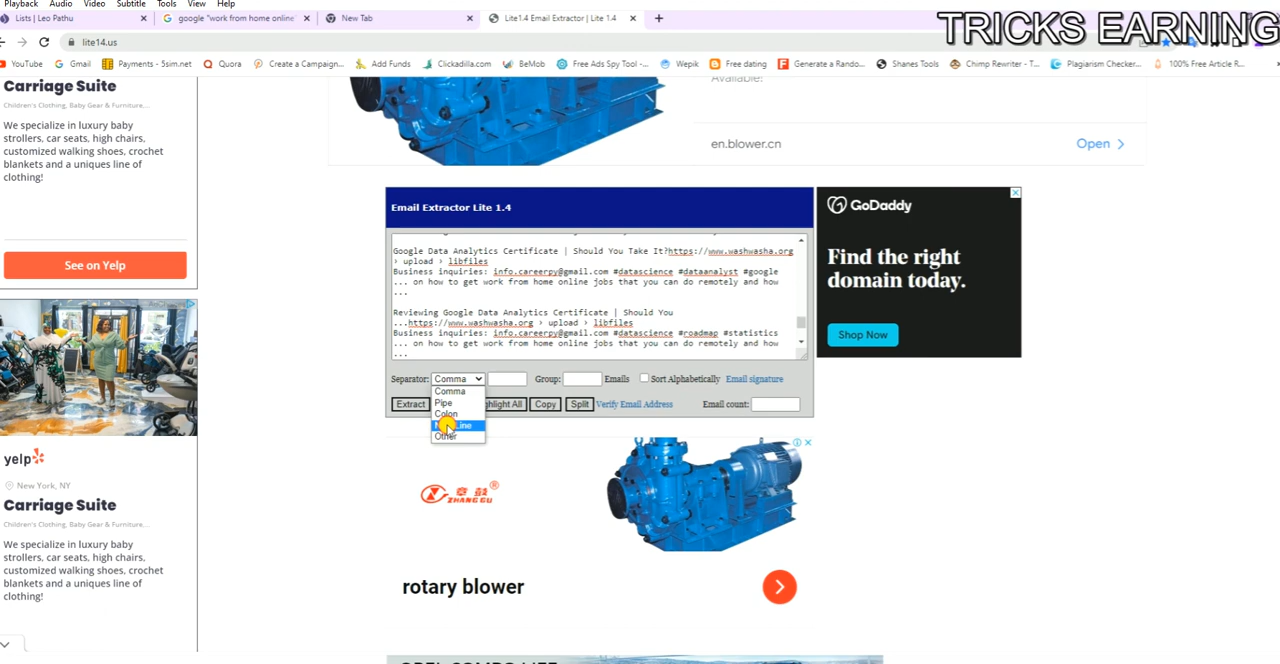 Playback Audio Video Subtitle Tools View Help
TRICKS EARNING
Lists | Leo Pathu
google "work from home online
New Tab
Lite1.4 Email Extractor | Lite 1.4
lite14.us
YouTube Gmail Payments - 5sim.net Quora Create a Campaign... Add Funds Clickadilla.com BeMob Free Ads Spy Tool -... Wepik Free dating Generate a Rando... Shanes Tools Chimp Rewriter - T... Plagiarism Checker... 100% Free Article R...
Carriage Suite
Children's Clothing, Baby Gear & Furniture,...
We specialize in luxury baby
strollers, car seats, high chairs,
customized walking shoes, crochet
blankets and a uniques line of
clothing!
See on Yelp
yelp
New York, NY
Carriage Suite
Children's Clothing, Baby Gear & Furniture,...
We specialize in luxury baby
strollers, car seats, high chairs,
customized walking shoes, crochet
blankets and a uniques line of
clothing!
Available:
en.blower.cn
Open
Email Extractor Lite 1.4
Google Data Analytics Certificate | Should You Take It?https://www.washwasha.org
› upload › libfiles
Business inquiries: info.careerpy@gmail.com #datascience #dataanalyst #google
... on how to get work from home online jobs that you can do remotely and how
...
Reviewing Google Data Analytics Certificate | Should You
...https://www.washwasha.org › upload › libfiles
Business inquiries: info.careerpy@gmail.com #datascience #roadmap #statistics
... on how to get work from home online jobs that you can do remotely and how
...
Separator: Comma Group: Emails Sort Alphabetically Email signature
Comma
Pipe
Colon
Line
Other
Extract Highlight All Copy Split Verify Email Address Email count:
GoDaddy
Find the right
domain today.
Shop Now
ZHANGGU
rotary blower